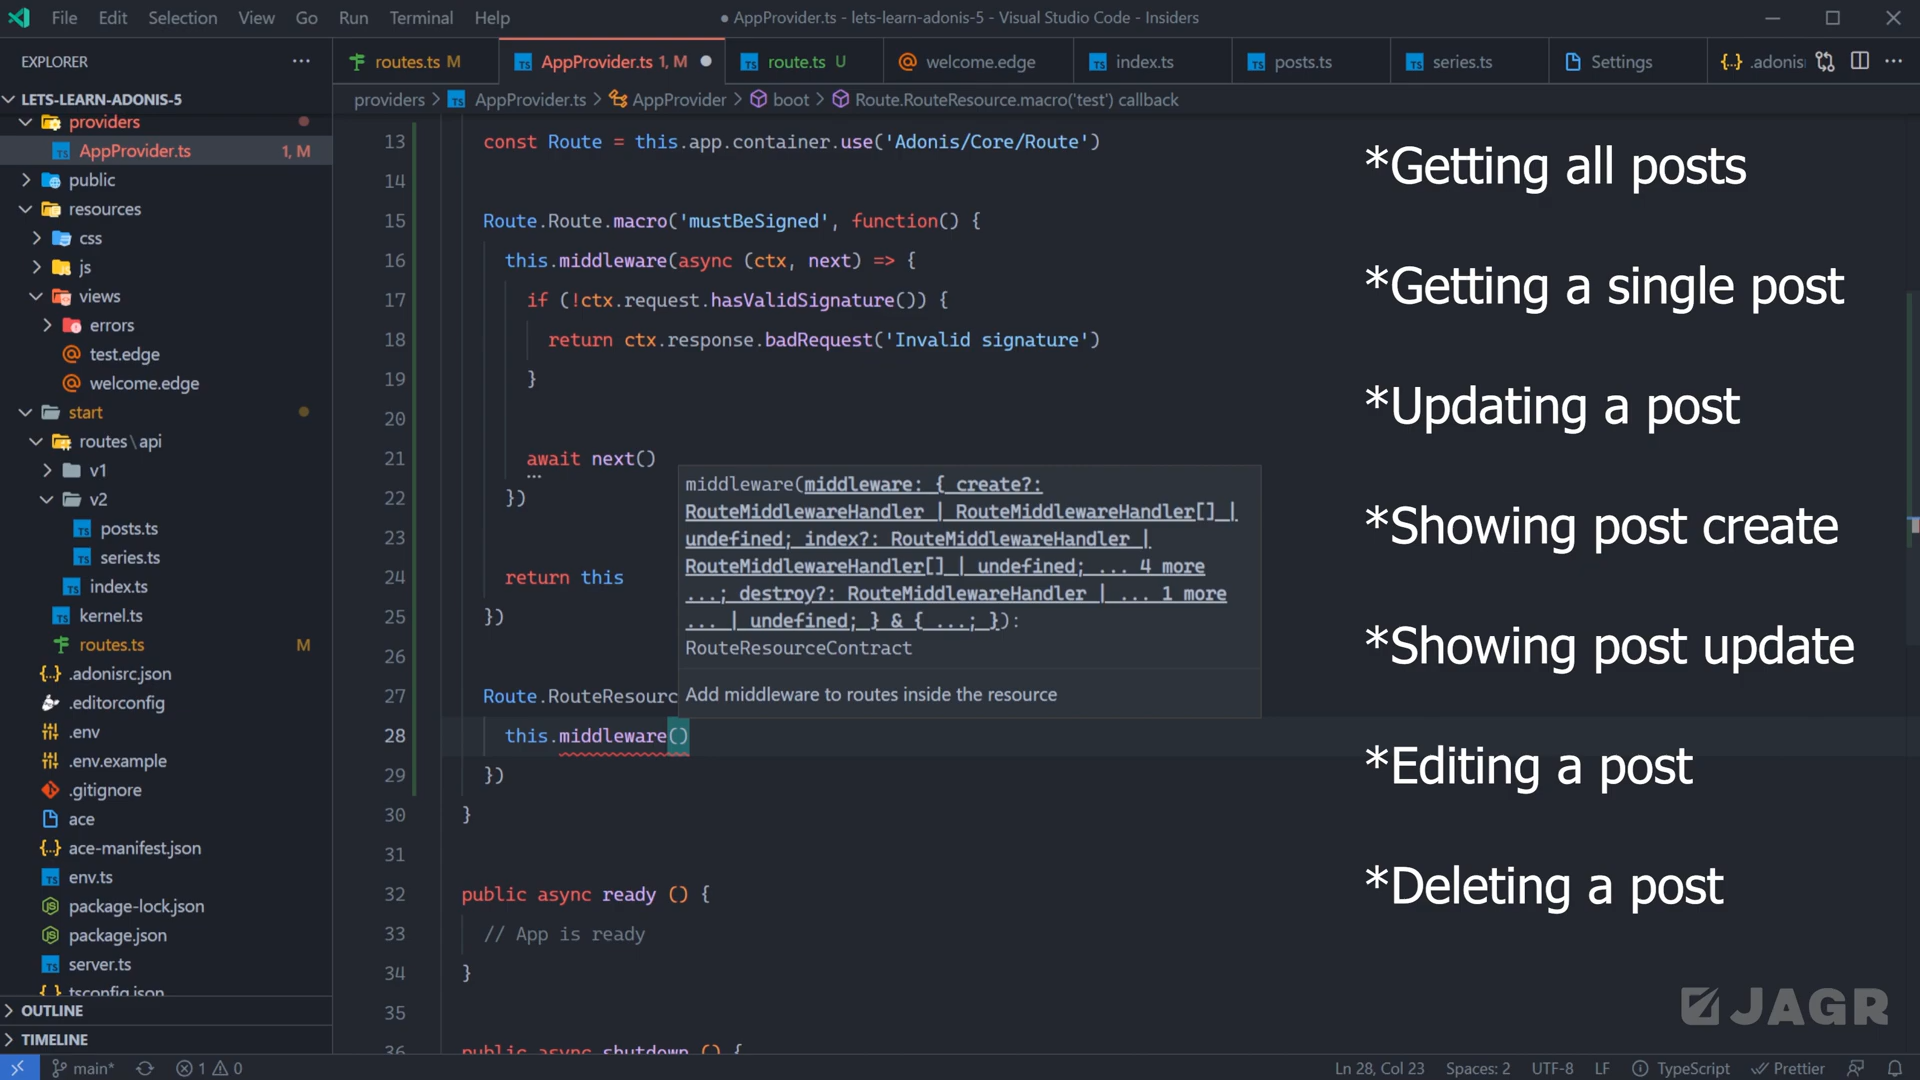 File Edit Selection View Go Run Terminal Help
● AppProvider.ts - lets-learn-adonis-5 - Visual Studio Code - Insiders
EXPLORER ...
LETS-LEARN-ADONIS-5
providers
AppProvider.ts 1, M
public
resources
css
js
views
errors
test.edge
welcome.edge
start
routes\api
v1
v2
posts.ts
series.ts
index.ts
kernel.ts
routes.ts M
.adonisrc.json
.editorconfig
.env
.env.example
.gitignore
ace
ace-manifest.json
env.ts
package-lock.json
package.json
server.ts
tsconfig.json
OUTLINE
TIMELINE
routes.ts M AppProvider.ts 1, M route.ts U welcome.edge index.ts posts.ts series.ts Settings .adonis
providers > AppProvider.ts > AppProvider > boot > Route.RouteResource.macro('test') callback
13 const Route = this.app.container.use('Adonis/Core/Route')
14
15 Route.Route.macro('mustBeSigned', function() {
16 this.middleware(async (ctx, next) => {
17 if (!ctx.request.hasValidSignature()) {
18 return ctx.response.badRequest('Invalid signature')
19 }
20
21 await next()
22 })
23
24 return this
25 })
26
27 Route.RouteResourc
28 this.middleware()
29 })
30 }
31
32 public async ready () {
33 // App is ready
34 }
35
36 public async shutdown () {
middleware(middleware: { create?:
RouteMiddlewareHandler | RouteMiddlewareHandler[] |
undefined; index?: RouteMiddlewareHandler |
RouteMiddlewareHandler[] | undefined; ... 4 more
...; destroy?: RouteMiddlewareHandler | ... 1 more
... | undefined; } & { ...; }):
RouteResourceContract
Add middleware to routes inside the resource
*Getting all posts
*Getting a single post
*Updating a post
*Showing post create
*Showing post update
*Editing a post
*Deleting a post
JAGR
main* 1 0 Ln 28, Col 23 Spaces: 2 UTF-8 LF TypeScript Prettier